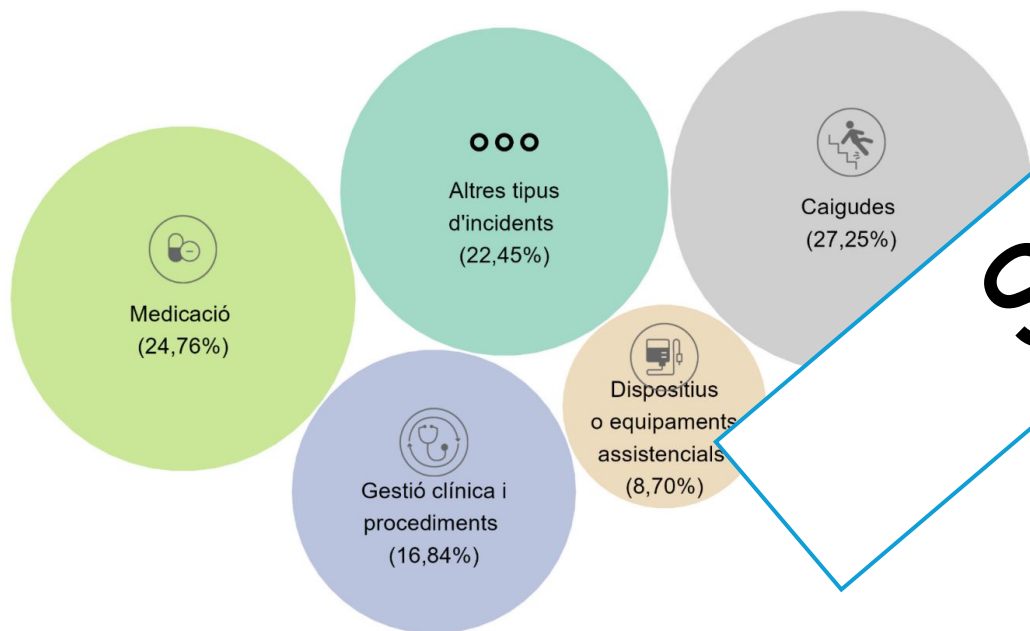 Altres tipus
d'incidents
(22,45%)
Caigudes
(27,25%)
Medicació
(24,76%)
Dispositius
o equipaments
assistencials
(8,70%)
Gestió clínica i
procediments
(16,84%)